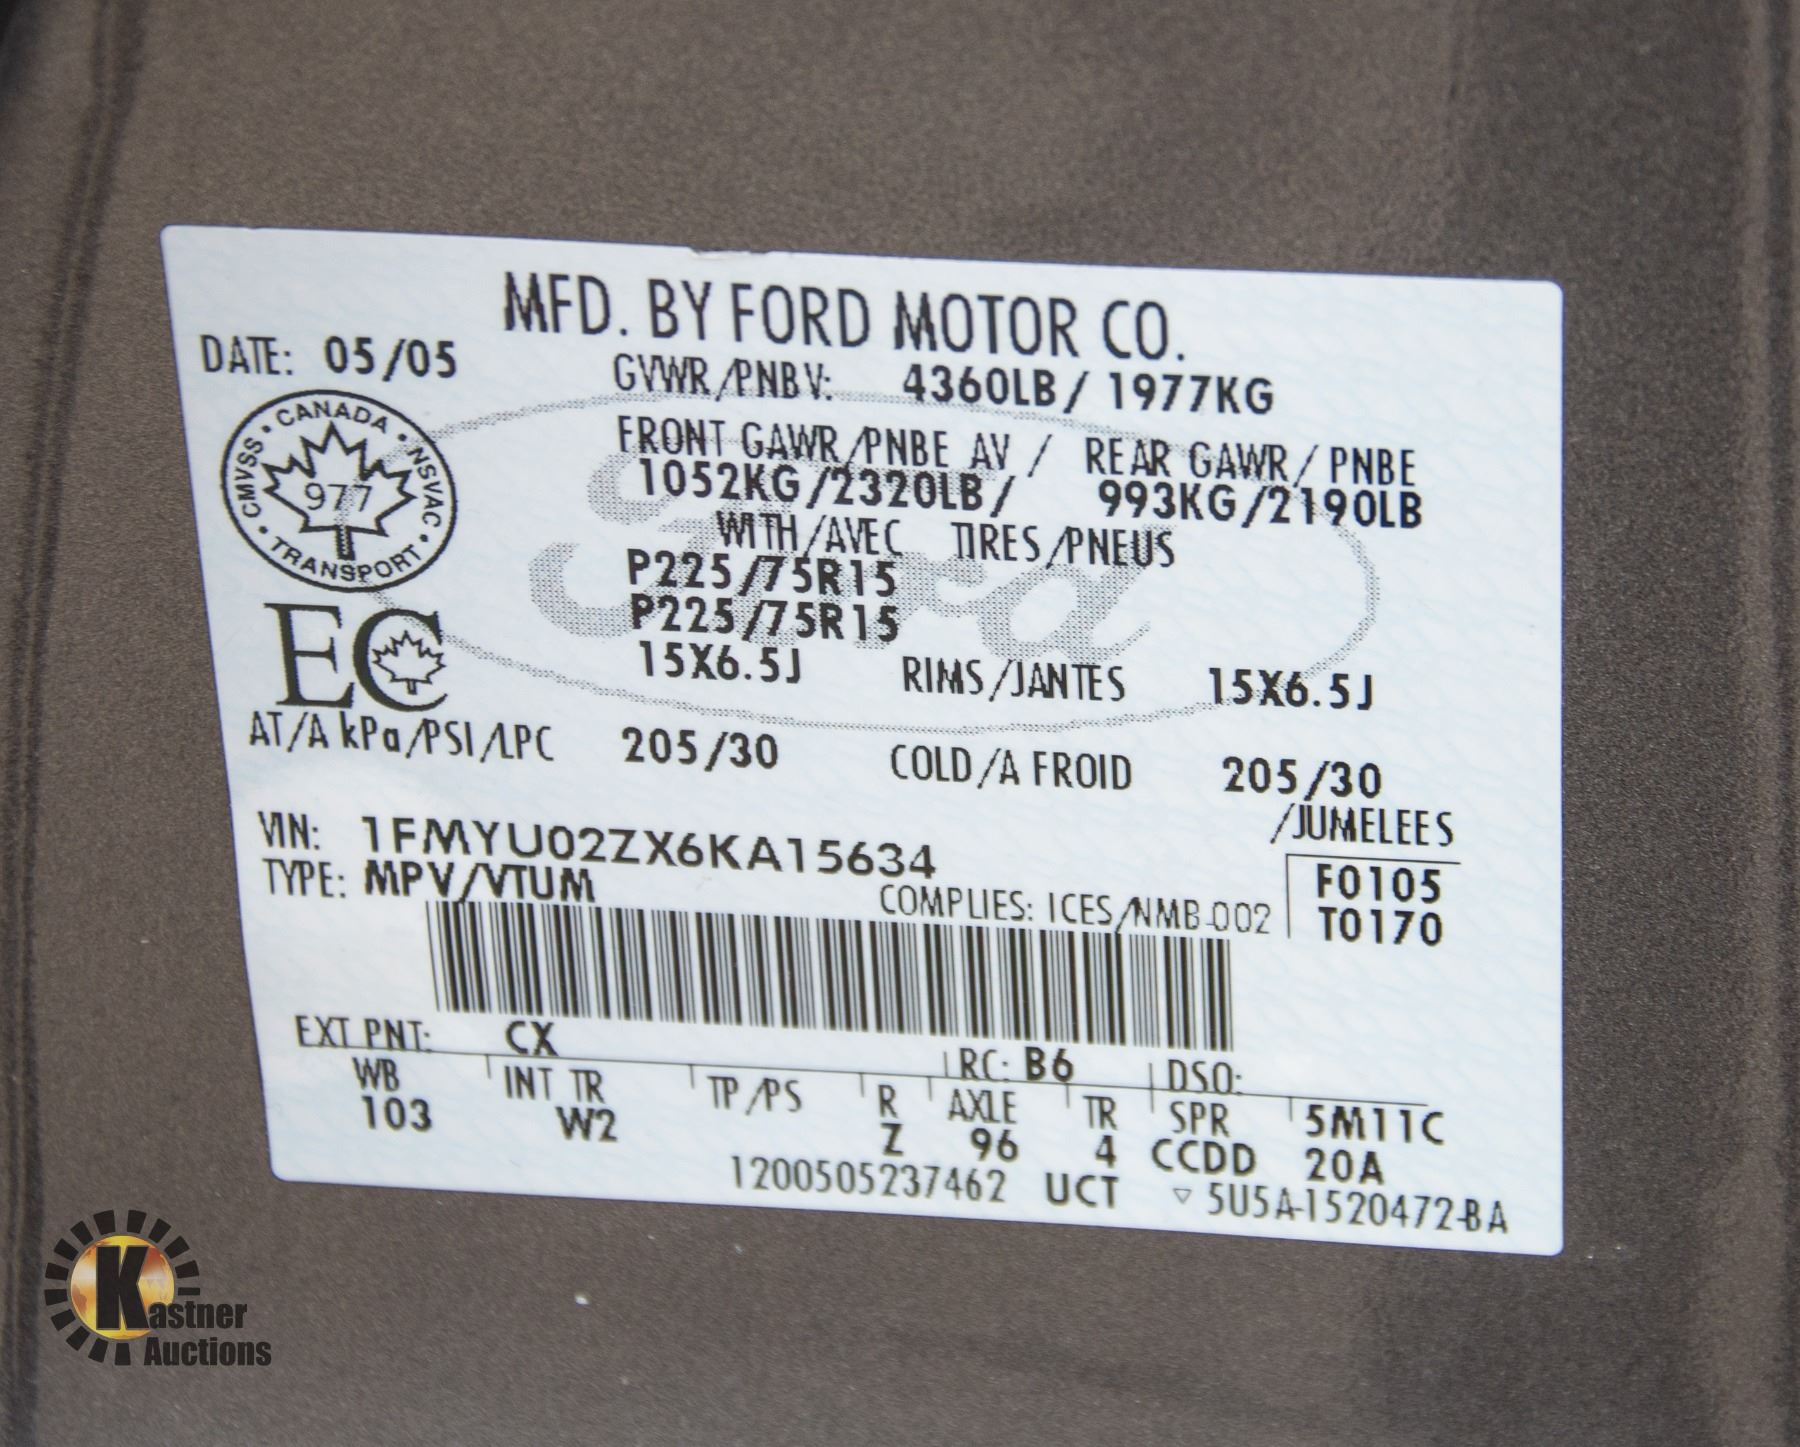 MFD. BY FORD MOTOR CO.
DATE: 05/05
GVWR/PNBV: 4360LB/ 1977KG
FRONT GAWR/PNBE AV / REAR GAWR/ PNBE
1052KG/2320LB/ 993KG/2190LB
WITH/AVEC TIRES/PNEUS
P225/75R15
P225/75R15
15X6.5J RIMS/JANTES 15X6.5J
CANADA • NSVAC • TRANSPORT • CMVSS •
977
EC
AT/A kPa/PSI/LPC 205/30 COLD/A FROID 205/30
/JUMELEES
VIN: 1FMYU02ZX6KA15634
TYPE: MPV/VTUM
COMPLIES: ICES/NMB-002
F0105
T0170
EXT PNT: CX RC: B6 DSO:
WB INT TR TP/PS R AXLE TR SPR 5M11C
103 W2 Z 96 4 CCDD 20A
1200505237462 UCT ▽ 5U5A-1520472-BA
Ford
Kastner
Auctions